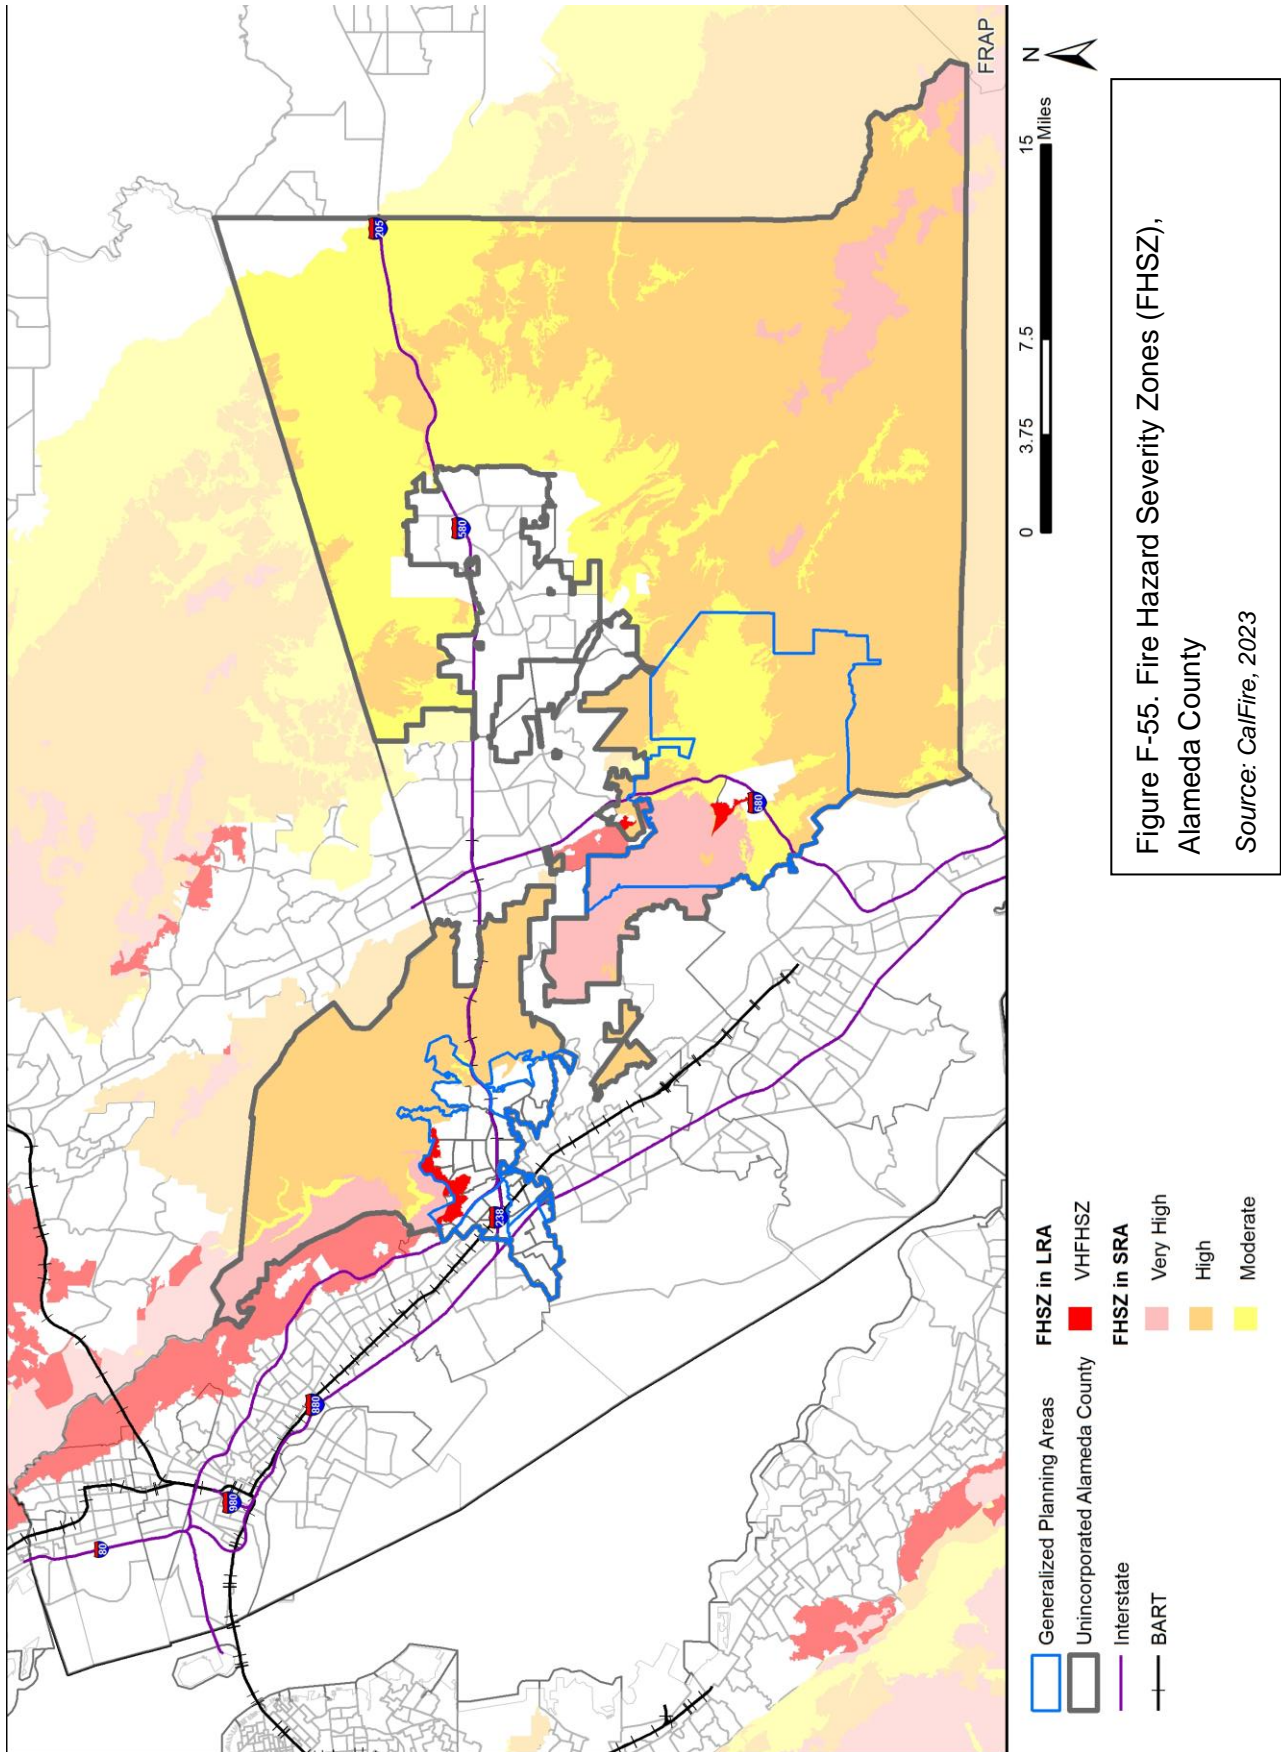 80
980
880
238
680
580
205
FRAP
N
0 3.75 7.5 15
Miles
Generalized Planning Areas
Unincorporated Alameda County
Interstate
BART
FHSZ in LRA
VHFHSZ
FHSZ in SRA
Very High
High
Moderate
Figure F-55. Fire Hazard Severity Zones (FHSZ),
Alameda County
Source: CalFire, 2023